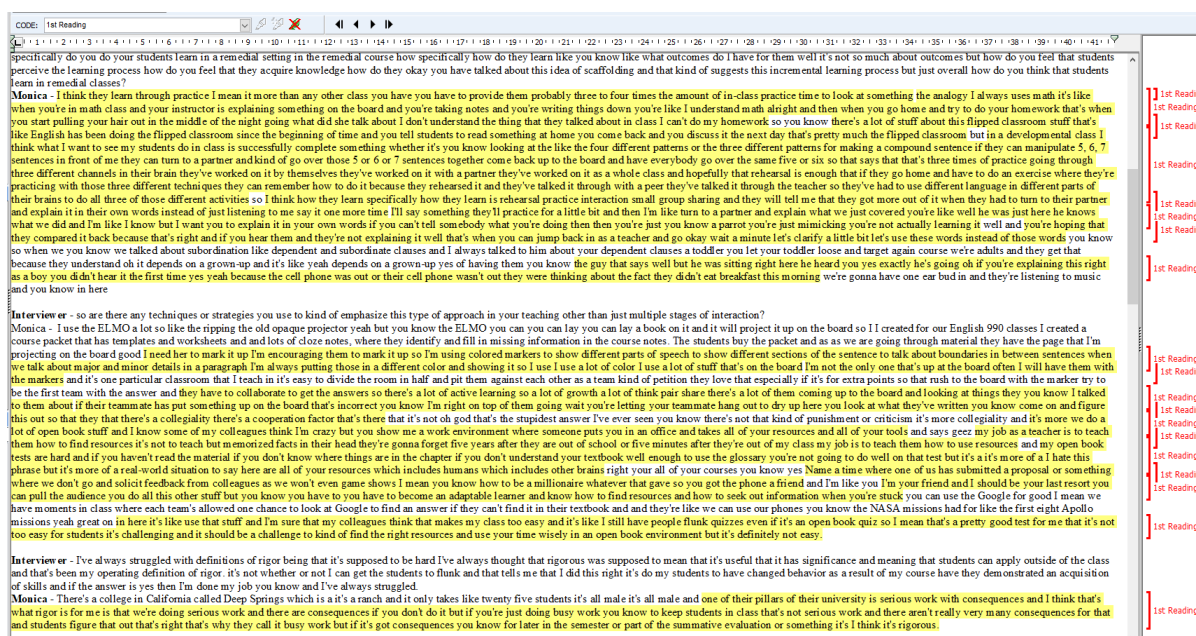 CODE: 1st Reading
1 2 3 4 5 6 7 8 9 10 11 12 13 14 15 16 17 18 19 20 21 22 23 24 25 26 27 28 29 30 31 32 33 34 35 36 37 38 39 40 41
specifically do you do your students learn in a remedial setting in the remedial course how specifically how do they learn like you know like what outcomes do I have for them well it's not so much about outcomes but how do you feel that students
perceive the learning process how do you feel that they acquire knowledge how do they okay you have talked about this idea of scaffolding and that kind of suggests this incremental learning process but just overall how do you think that students
learn in remedial classes?
Monica - I think they learn through practice I mean it more than any other class you have you have to provide them probably three to four times the amount of in-class practice time to look at something the analogy I always uses math it's like
when you're in math class and your instructor is explaining something on the board and you're taking notes and you're writing things down you're like I understand math alright and then when you go home and try to do your homework that's when
you start pulling your hair out in the middle of the night going what did she talk about I don't understand the thing that they talked about in class I can't do my homework so you know there's a lot of stuff about this flipped classroom stuff that's
like English has been doing the flipped classroom since the beginning of time and you tell students to read something at home you come back and you discuss it the next day that's pretty much the flipped classroom but in a developmental class I
think what I want to see my students do in class is successfully complete something whether it's you know looking at the like the four different patterns or the three different patterns for making a compound sentence if they can manipulate 5, 6, 7
sentences in front of me they can turn to a partner and kind of go over those 5 or 6 or 7 sentences together come back up to the board and have everybody go over the same five or six so that says that that's three times of practice going through
three different channels in their brain they've worked on it by themselves they've worked on it with a partner they've worked on it as a whole class and hopefully that rehearsal is enough that if they go home and have to do an exercise where they're
practicing with those three different techniques they can remember how to do it because they rehearsed it and they've talked it through with a peer they've talked it through the teacher so they've had to use different language in different parts of
their brains to do all three of those different activities so I think how they learn specifically how they learn is rehearsal practice interaction small group sharing and they will tell me that they got more out of it when they had to turn to their partner
and explain it in their own words instead of just listening to me say it one more time I'll say something they'll practice for a little bit and then I'm like turn to a partner and explain what we just covered you're like well he was just here he knows
what we did and I'm like I know but I want you to explain it in your own words if you can't tell somebody what you're doing then then you're just you know a parrot you're just mimicking you're not actually learning it well and you're hoping that
they compared it back because that's right and if you hear them and they're not explaining it well that's when you can jump back in as a teacher and go okay wait a minute let's clarify a little bit let's use these words instead of those words you know
so when we you know we talked about subordination like dependent and subordinate clauses and I always talked to him about your dependent clauses a toddler you let your toddler loose and target again course we're adults and they get that
because they understand oh it depends on a grown-up and it's like yeah depends on a grown-up yes of having them you know the guy that says well but he was sitting right here he heard you yes exactly he's going oh if you're explaining this right
as a boy you didn't hear it the first time yes yeah because the cell phone was out or their cell phone wasn't out they were thinking about the fact they didn't eat breakfast this morning we're gonna have one ear bud in and they're listening to music
and you know in here
Interviewer - so are there any techniques or strategies you use to kind of emphasize this type of approach in your teaching other than just multiple stages of interaction?
Monica - I use the ELMO a lot so like the ripping the old opaque projector yeah but you know the ELMO you can you can lay you can lay a book on it and it will project it up on the board so I I created for our English 990 classes I created a
course packet that has templates and worksheets and and lots of cloze notes, where they identify and fill in missing information in the course notes. The students buy the packet and as as we are going through material they have the page that I'm
projecting on the board good I need her to mark it up I'm encouraging them to mark it up so I'm using colored markers to show different parts of speech to show different sections of the sentence to talk about boundaries in between sentences when
we talk about major and minor details in a paragraph I'm always putting those in a different color and showing it so I use I use a lot of color I use a lot of stuff that's on the board I'm not the only one that's up at the board often I will have them with
the markers and it's one particular classroom that I teach in it's easy to divide the room in half and pit them against each other as a team kind of petition they love that especially if it's for extra points so that rush to the board with the marker try to
be the first team with the answer and they have to collaborate to get the answers so there's a lot of active learning so a lot of growth a lot of think pair share there's a lot of them coming up to the board and looking at things they you know I talked
to them about if their teammate has put something up on the board that's incorrect you know I'm right on top of them going wait you're letting your teammate hang out to dry up here you look at what they've written you know come on and figure
this out so that they that there's a collegiality there's a cooperation factor that's there that it's not oh god that's the stupidest answer I've ever seen you know there's not that kind of punishment or criticism it's more collegiality and it's more we do a
lot of open book stuff and I know some of my colleagues think I'm crazy but you show me a work environment where someone puts you in an office and takes all of your resources and all of your tools and says geez my job as a teacher is to teach
them how to find resources it's not to teach but memorized facts in their head they're gonna forget five years after they are out of school or five minutes after they're out of my class my job is to teach them how to use resources and my open book
tests are hard and if you haven't read the material if you don't know where things are in the chapter if you don't understand your textbook well enough to use the glossary you're not going to do well on that test but it's a it's more of a I hate this
phrase but it's more of a real-world situation to say here are all of your resources which includes humans which includes other brains right your all of your courses you know yes Name a time where one of us has submitted a proposal or something
where we don't go and solicit feedback from colleagues as we won't even game shows I mean you know how to be a millionaire whatever that gave so you got the phone a friend and I'm like you I'm your friend and I should be your last resort you
can pull the audience you do all this other stuff but you know you have to you have to become an adaptable learner and know how to find resources and how to seek out information when you're stuck you can use the Google for good I mean we
have moments in class where each team's allowed one chance to look at Google to find an answer if they can't find it in their textbook and and they're like we can use our phones you know the NASA missions had for like the first eight Apollo
missions yeah great on in here it's like use that stuff and I'm sure that my colleagues think that makes my class too easy and it's like I still have people flunk quizzes even if it's an open book quiz so I mean that's a pretty good test for me that it's not
too easy for students it's challenging and it should be a challenge to kind of find the right resources and use your time wisely in an open book environment but it's definitely not easy.
Interviewer - I've always struggled with definitions of rigor being that it's supposed to be hard I've always thought that rigorous was supposed to mean that it's useful that it has significance and meaning that students can apply outside of the class
and that's been my operating definition of rigor. it's not whether or not I can get the students to flunk and that tells me that I did this right it's do my students to have changed behavior as a result of my course have they demonstrated an acquisition
of skills and if the answer is yes then I'm done my job you know and I've always struggled.
Monica - There's a college in California called Deep Springs which is a it's a ranch and it only takes like twenty five students it's all male it's all male and one of their pillars of their university is serious work with consequences and I think that's
what rigor is for me is that we're doing serious work and there are consequences if you don't do it but if you're just doing busy work you know to keep students in class that's not serious work and there aren't really very many consequences for that
and students figure that out that's right that's why they call it busy work but if it's got consequences you know for later in the semester or part of the summative evaluation or something it's I think it's rigorous.
1st Readi
1st Reading
1st Readi
1st Reading
1st Readi
1st Reading
1st Readi
1st Reading
1st Reading
1st Readi
1st Reading
1st Readi
1st Reading
1st Readi
1st Reading
1st Reading
1st Reading